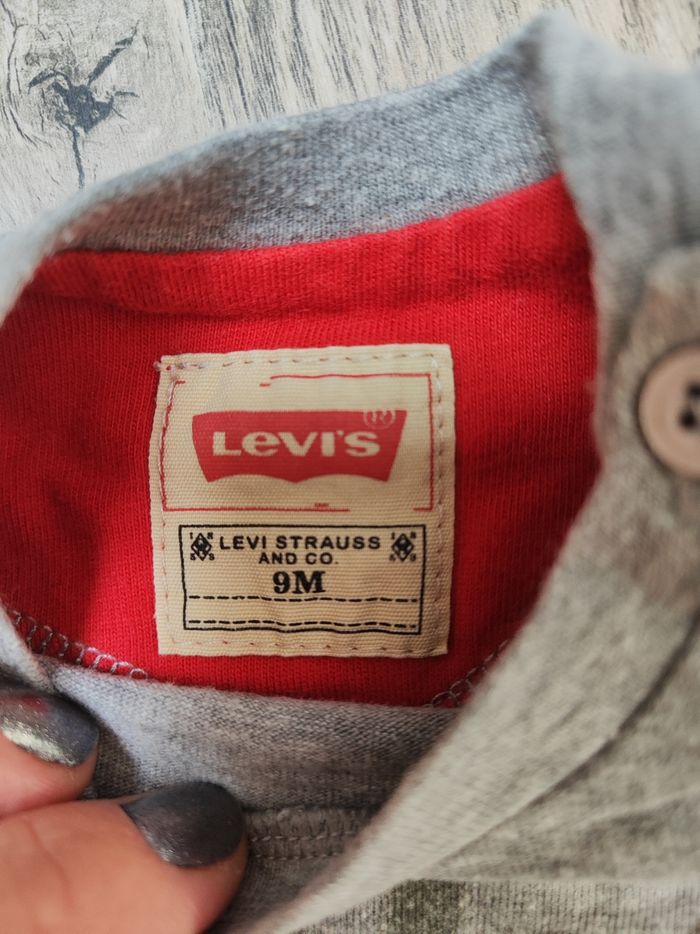 LEVI'S®
LEVI STRAUSS
AND CO.
9M